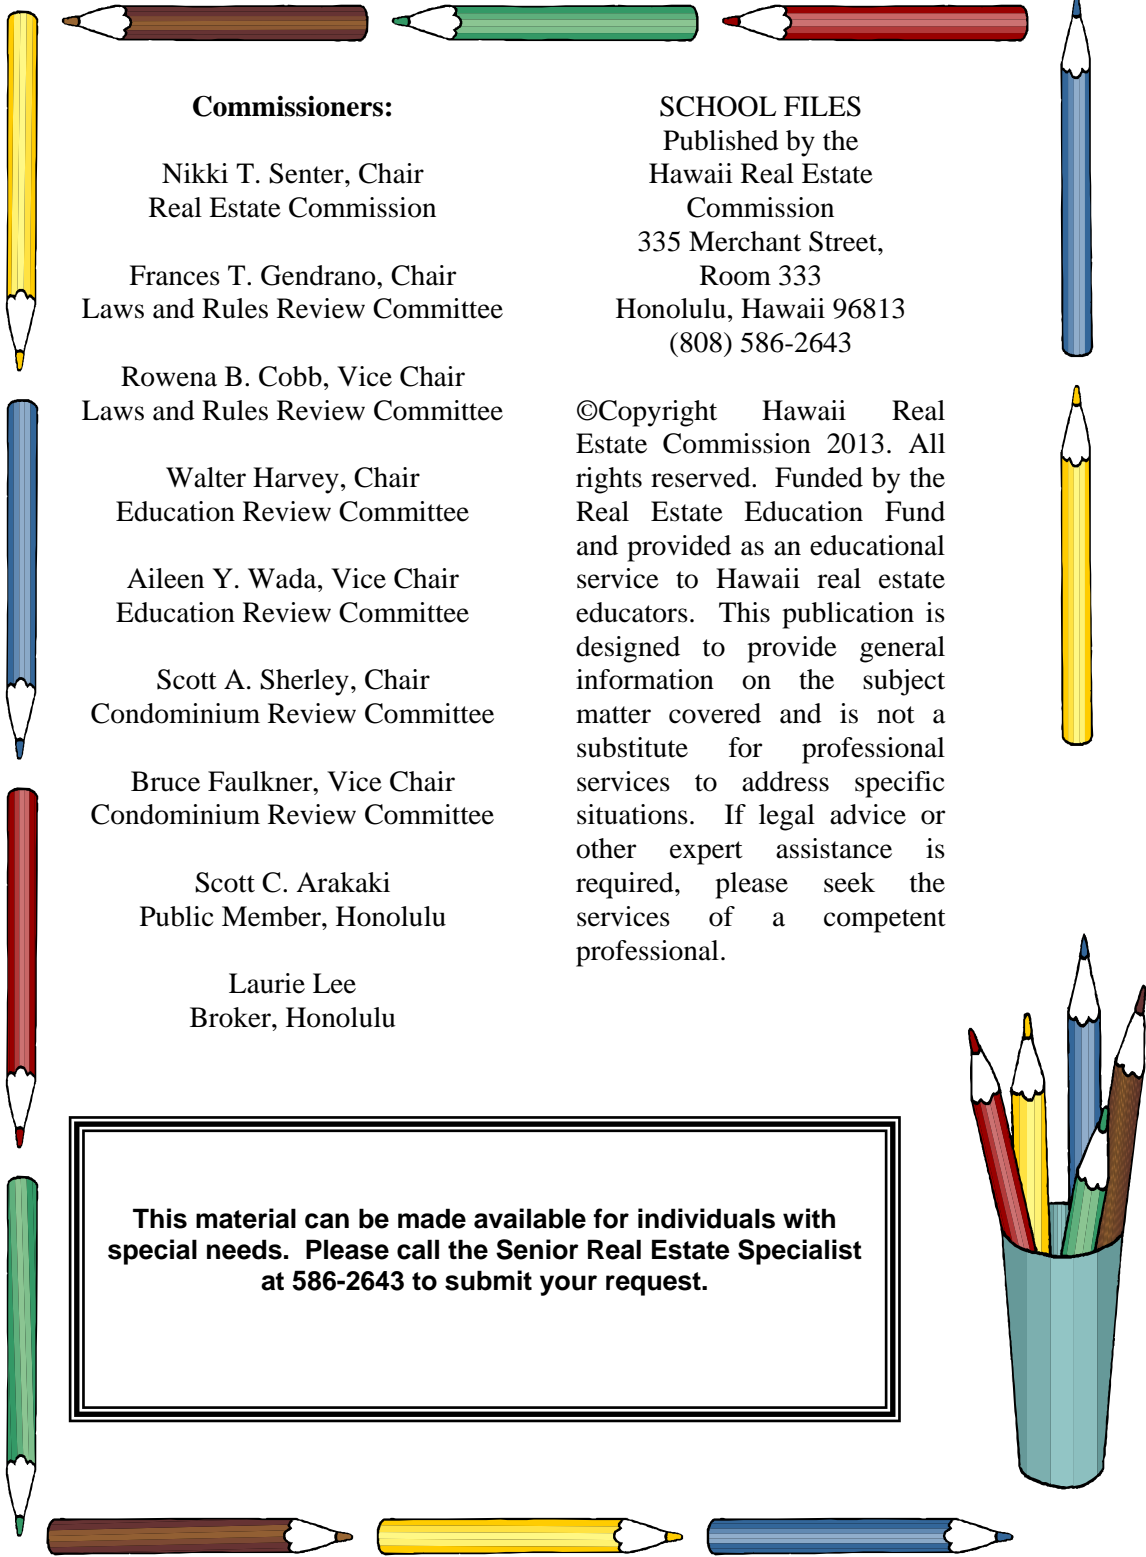 Commissioners:
Nikki T. Senter, Chair
Real Estate Commission
Frances T. Gendrano, Chair
Laws and Rules Review Committee
Rowena B. Cobb, Vice Chair
Laws and Rules Review Committee
Walter Harvey, Chair
Education Review Committee
Aileen Y. Wada, Vice Chair
Education Review Committee
Scott A. Sherley, Chair
Condominium Review Committee
Bruce Faulkner, Vice Chair
Condominium Review Committee
Scott C. Arakaki
Public Member, Honolulu
Laurie Lee
Broker, Honolulu
SCHOOL FILES
Published by the
Hawaii Real Estate
Commission
335 Merchant Street,
Room 333
Honolulu, Hawaii 96813
(808) 586-2643
©Copyright Hawaii Real
Estate Commission 2013. All
rights reserved. Funded by the
Real Estate Education Fund
and provided as an educational
service to Hawaii real estate
educators. This publication is
designed to provide general
information on the subject
matter covered and is not a
substitute for professional
services to address specific
situations. If legal advice or
other expert assistance is
required, please seek the
services of a competent
professional.
This material can be made available for individuals with
special needs. Please call the Senior Real Estate Specialist
at 586-2643 to submit your request.